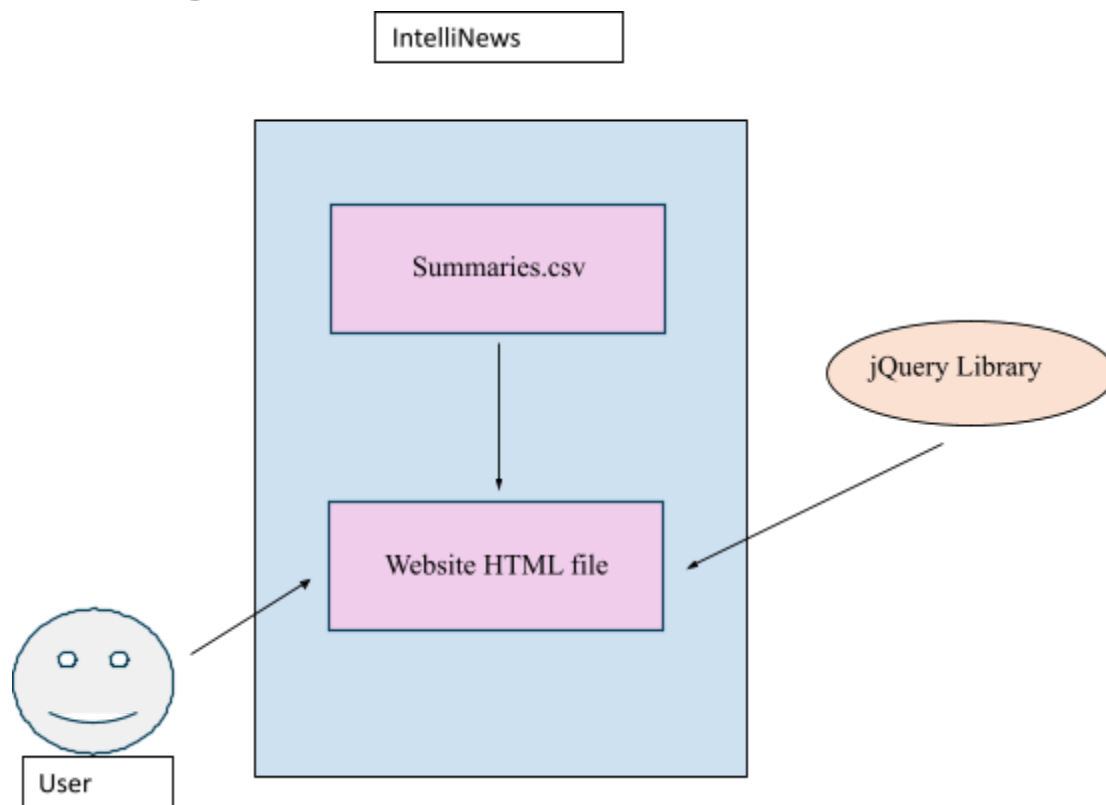 IntelliNews
Summaries.csv
jQuery Library
Website HTML file
User